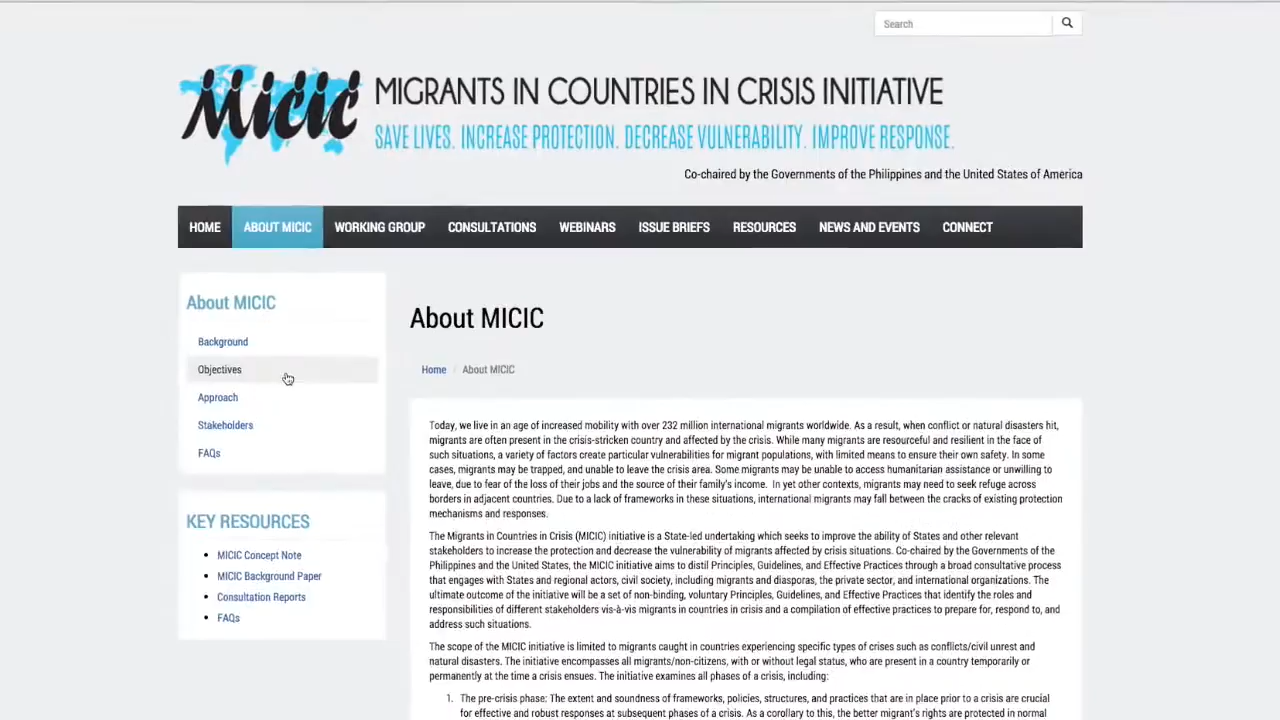 Search
Micic
MIGRANTS IN COUNTRIES IN CRISIS INITIATIVE
SAVE LIVES. INCREASE PROTECTION. DECREASE VULNERABILITY. IMPROVE RESPONSE.
Co-chaired by the Governments of the Philippines and the United States of America
HOME ABOUT MICIC WORKING GROUP CONSULTATIONS WEBINARS ISSUE BRIEFS RESOURCES NEWS AND EVENTS CONNECT
About MICIC
Background
Objectives
Approach
Stakeholders
FAQs
KEY RESOURCES
• MICIC Concept Note
• MICIC Background Paper
• Consultation Reports
• FAQs
About MICIC
Home / About MICIC
Today, we live in an age of increased mobility with over 232 million international migrants worldwide. As a result, when conflict or natural disasters hit,
migrants are often present in the crisis-stricken country and affected by the crisis. While many migrants are resourceful and resilient in the face of
such situations, a variety of factors create particular vulnerabilities for migrant populations, with limited means to ensure their own safety. In some
cases, migrants may be trapped, and unable to leave the crisis area. Some migrants may be unable to access humanitarian assistance or unwilling to
leave, due to fear of the loss of their jobs and the source of their family's income. In yet other contexts, migrants may need to seek refuge across
borders in adjacent countries. Due to a lack of frameworks in these situations, international migrants may fall between the cracks of existing protection
mechanisms and responses.
The Migrants in Countries in Crisis (MICIC) initiative is a State-led undertaking which seeks to improve the ability of States and other relevant
stakeholders to increase the protection and decrease the vulnerability of migrants affected by crisis situations. Co-chaired by the Governments of the
Philippines and the United States, the MICIC initiative aims to distil Principles, Guidelines, and Effective Practices through a broad consultative process
that engages with States and regional actors, civil society, including migrants and diasporas, the private sector, and international organizations. The
ultimate outcome of the initiative will be a set of non-binding, voluntary Principles, Guidelines, and Effective Practices that identify the roles and
responsibilities of different stakeholders vis-à-vis migrants in countries in crisis and a compilation of effective practices to prepare for, respond to, and
address such situations.
The scope of the MICIC initiative is limited to migrants caught in countries experiencing specific types of crises such as conflicts/civil unrest and
natural disasters. The initiative encompasses all migrants/non-citizens, with or without legal status, who are present in a country temporarily or
permanently at the time a crisis ensues. The initiative examines all phases of a crisis, including:
1. The pre-crisis phase: The extent and soundness of frameworks, policies, structures, and practices that are in place prior to a crisis are crucial
for effective and robust responses at subsequent phases of a crisis. As a corollary to this, the better migrant's rights are protected in normal